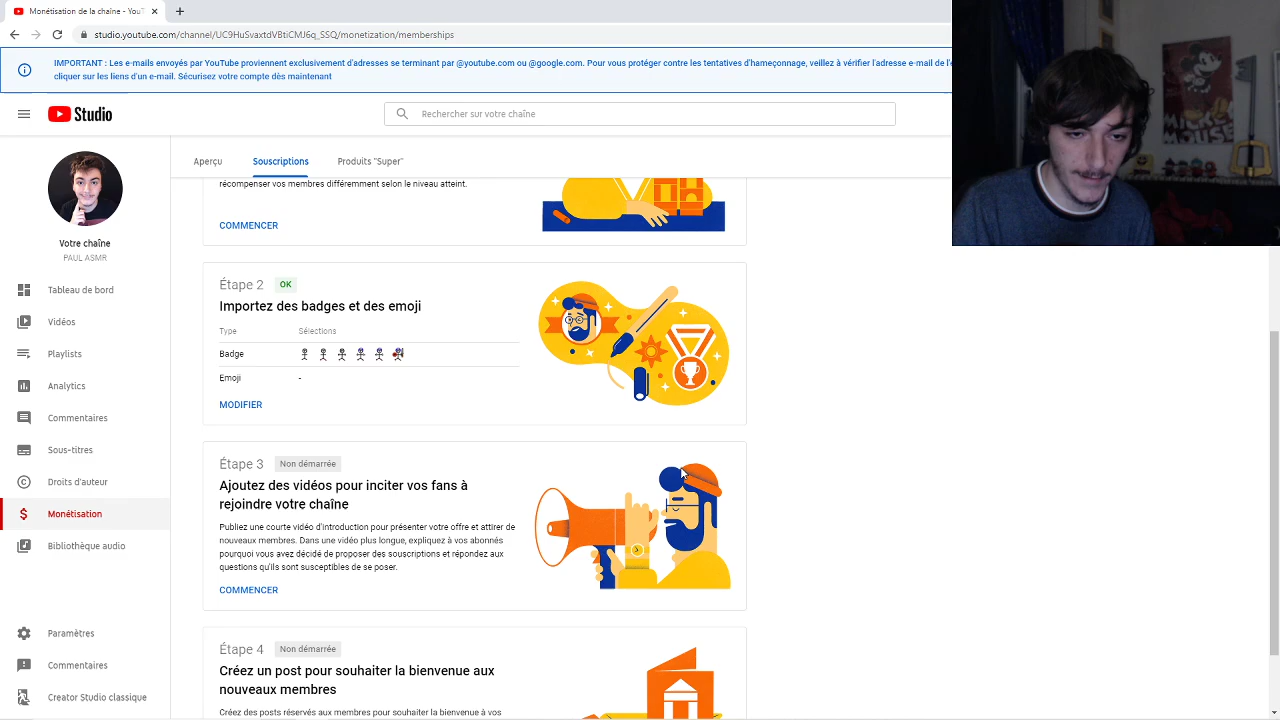 Monétisation de la chaîne - YouT
studio.youtube.com/channel/UC9HuSvaxtdVBtiCMJ6q_SSQ/monetization/memberships
IMPORTANT : Les e-mails envoyés par YouTube proviennent exclusivement d'adresses se terminant par @youtube.com ou @google.com. Pour vous protéger contre les tentatives d'hameçonnage, veillez à vérifier l'adresse e-mail de l'
cliquer sur les liens d'un e-mail. Sécurisez votre compte dès maintenant
Studio
Rechercher sur votre chaîne
Aperçu
Souscriptions
Produits "Super"
récompenser vos membres différemment selon le niveau atteint.
COMMENCER
Votre chaîne
PAUL ASMR
Tableau de bord
Vidéos
Playlists
Analytics
Commentaires
Sous-titres
Droits d'auteur
Monétisation
Bibliothèque audio
Paramètres
Commentaires
Creator Studio classique
Étape 2 OK
Importez des badges et des emoji
Type Sélections
Badge
Emoji -
MODIFIER
Étape 3 Non démarrée
Ajoutez des vidéos pour inciter vos fans à
rejoindre votre chaîne
Publiez une courte vidéo d'introduction pour présenter votre offre et attirer de
nouveaux membres. Dans une vidéo plus longue, expliquez à vos abonnés
pourquoi vous avez décidé de proposer des souscriptions et répondez aux
questions qu'ils sont susceptibles de se poser.
COMMENCER
Étape 4 Non démarrée
Créez un post pour souhaiter la bienvenue aux
nouveaux membres
Créez des posts réservés aux membres pour souhaiter la bienvenue à vos
MICKEY
MOUSE